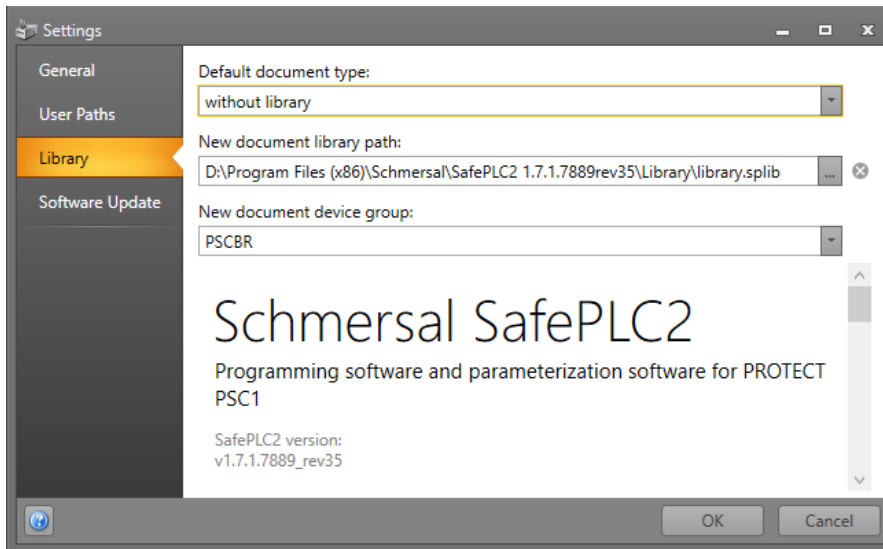 Settings
General
User Paths
Library
Software Update
Default document type:
without library
New document library path:
D:\Program Files (x86)\Schmersal\SafePLC2 1.7.1.7889rev35\Library\library.splib
...
New document device group:
PSCBR
Schmersal SafePLC2
Programming software and parameterization software for PROTECT
PSC1
SafePLC2 version:
v1.7.1.7889_rev35
?
OK
Cancel